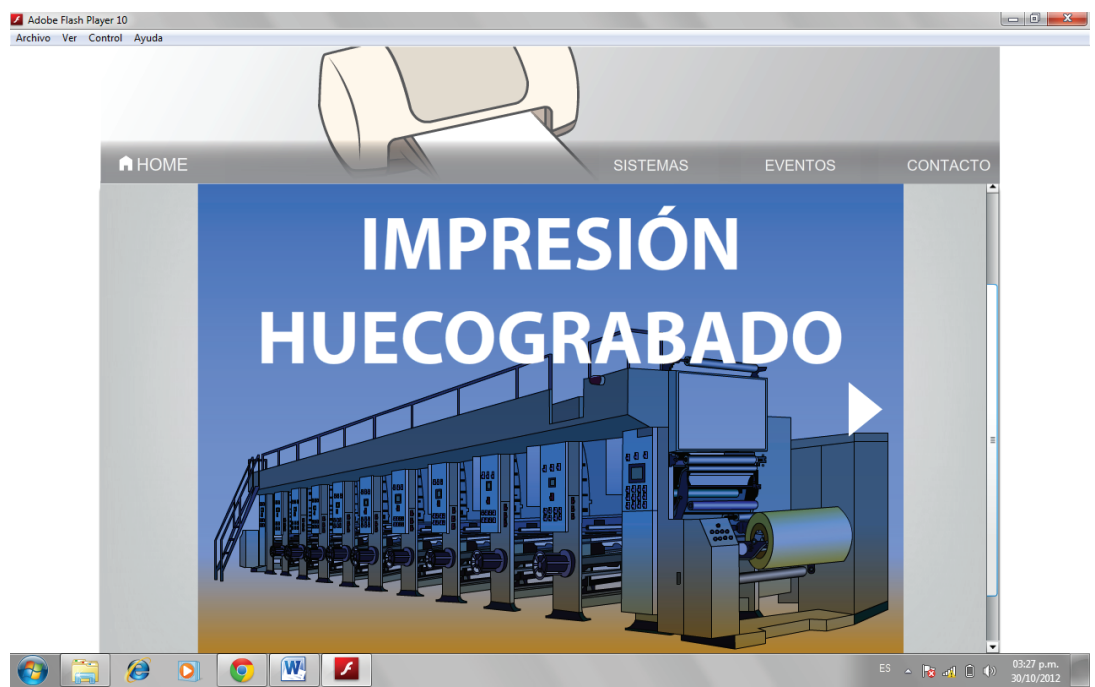 Adobe Flash Player 10
Archivo Ver Control Ayuda
HOME SISTEMAS EVENTOS CONTACTO
IMPRESIÓN
HUECOGRABADO
ES 03:27 p.m.
30/10/2012